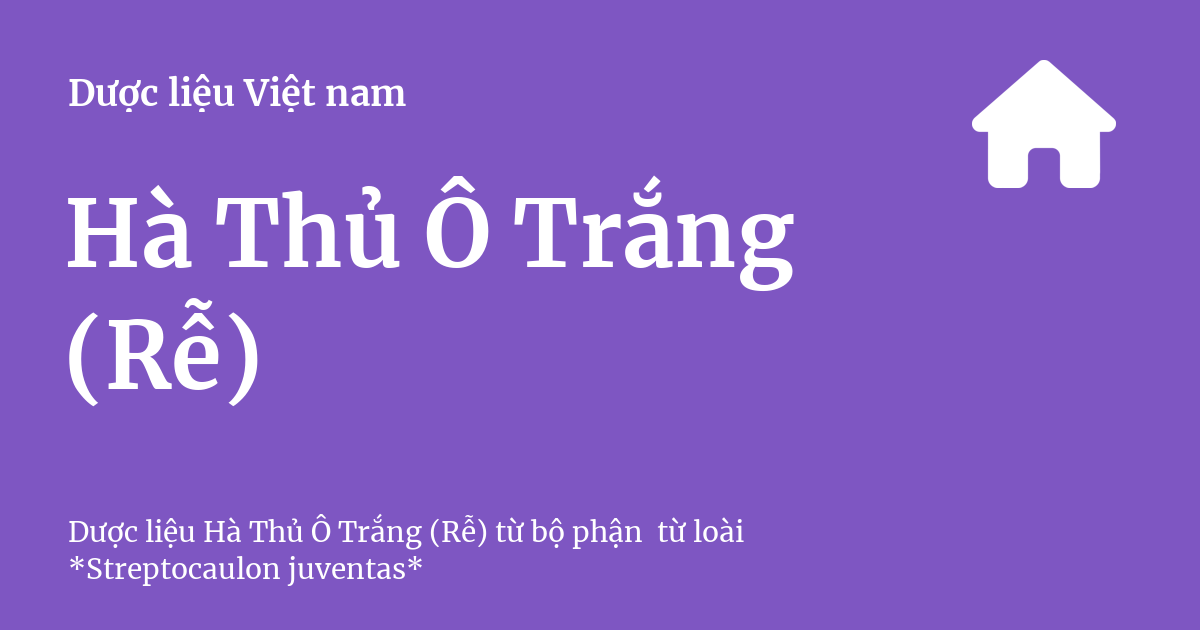 Dược liệu Việt nam
Hà Thủ Ô Trắng
(Rễ)
Dược liệu Hà Thủ Ô Trắng (Rễ) từ bộ phận  từ loài
*Streptocaulon juventas*